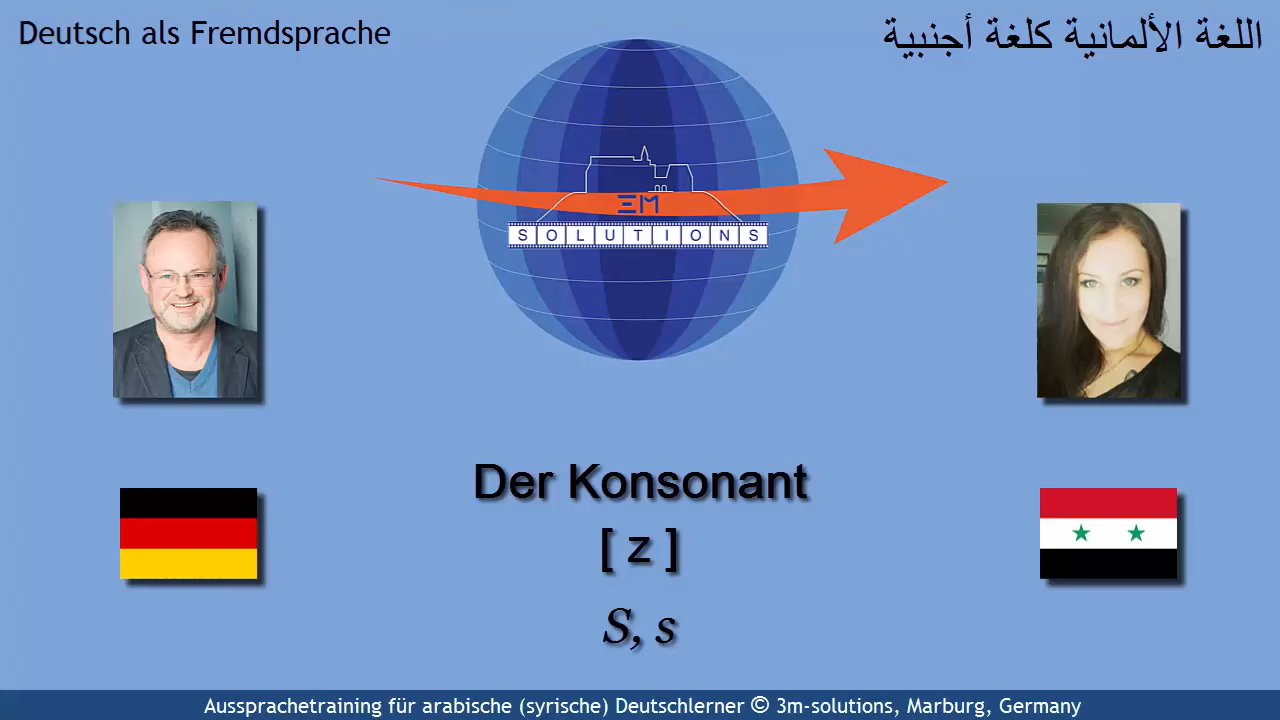 Deutsch als Fremdsprache
اللغة الألمانية كلغة أجنبية
3M
SOLUTIONS
Der Konsonant
[ z ]
S, s
Aussprachetraining für arabische (syrische) Deutschlerner © 3m-solutions, Marburg, Germany